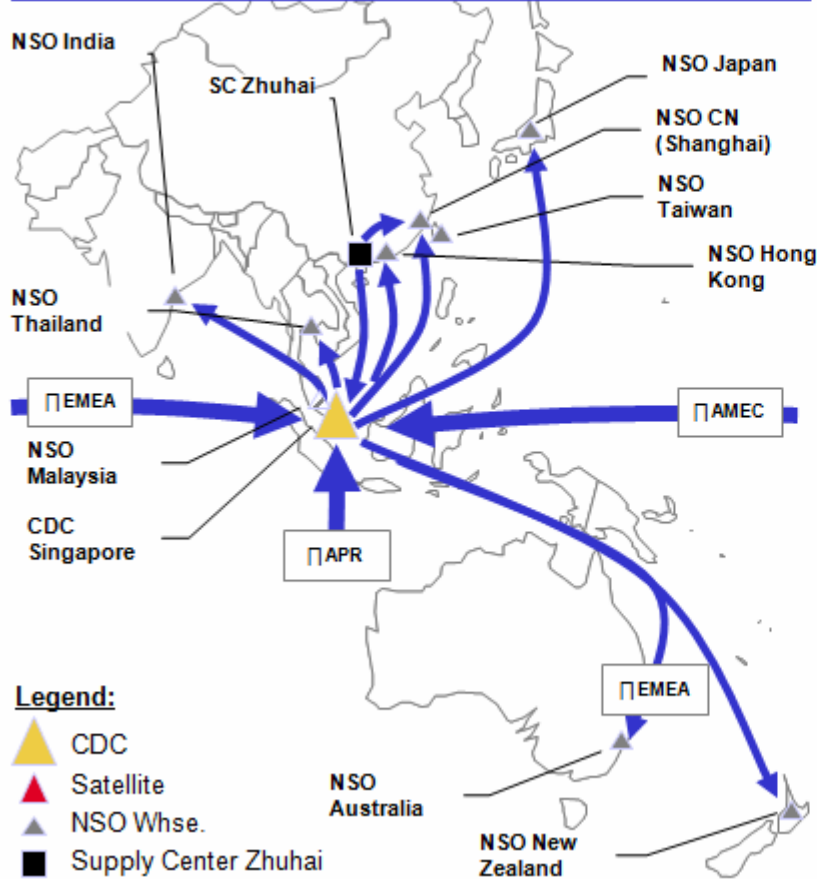 NSO India
SC Zhuhai
NSO Japan
NSO CN
(Shanghai)
NSO
Taiwan
NSO Hong
Kong
NSO
Thailand
∏EMEA
∏AMEC
NSO
Malaysia
CDC
Singapore
∏APR
∏EMEA
Legend:
CDC
Satellite
NSO Whse.
Supply Center Zhuhai
NSO
Australia
NSO New
Zealand